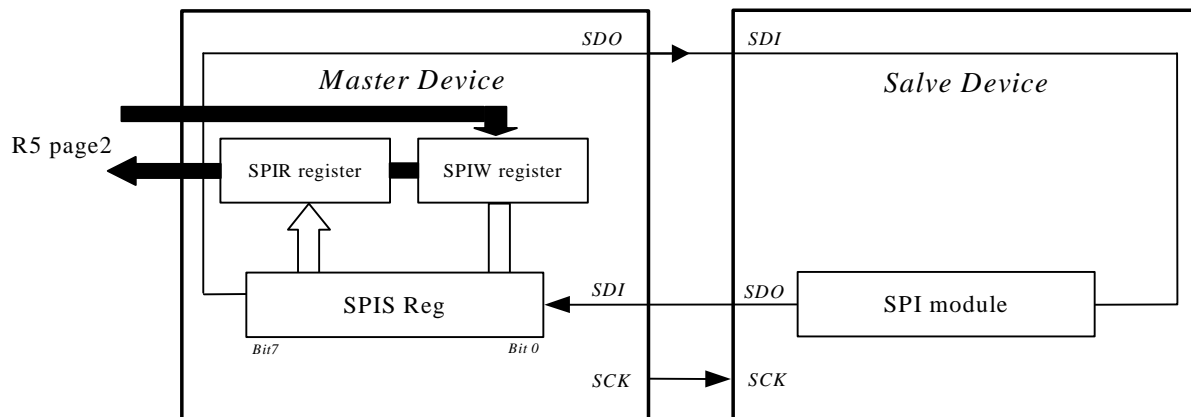 SDO
SDI
Master Device
Salve Device
R5 page2
SPIR register
SPIW register
SPIS Reg
SDI
SDO
SPI module
Bit7
Bit 0
SCK
SCK